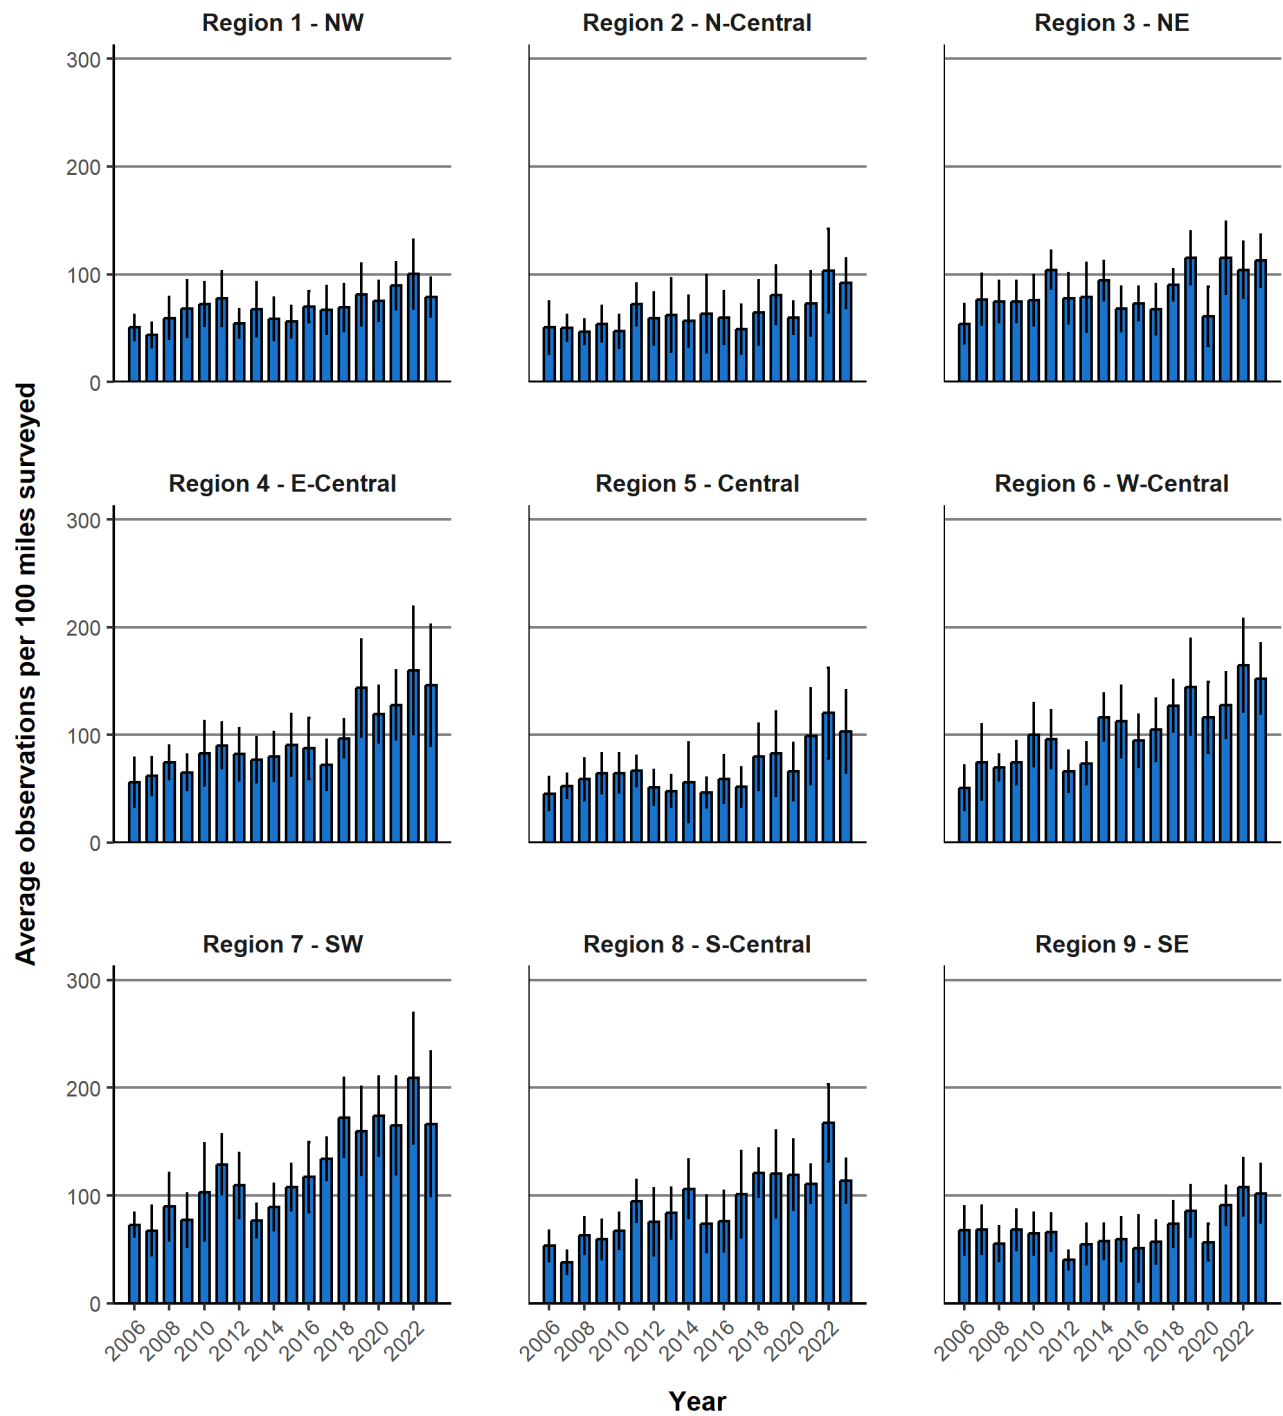 Region 1 - NW
Region 2 - N-Central
Region 3 - NE
300
200
100
0
Region 4 - E-Central
Region 5 - Central
Region 6 - W-Central
300
200
100
0
Region 7 - SW
Region 8 - S-Central
Region 9 - SE
300
200
100
0
2006 2008 2010 2012 2014 2016 2018 2020 2022
2006 2008 2010 2012 2014 2016 2018 2020 2022
2006 2008 2010 2012 2014 2016 2018 2020 2022
Year
Average observations per 100 miles surveyed